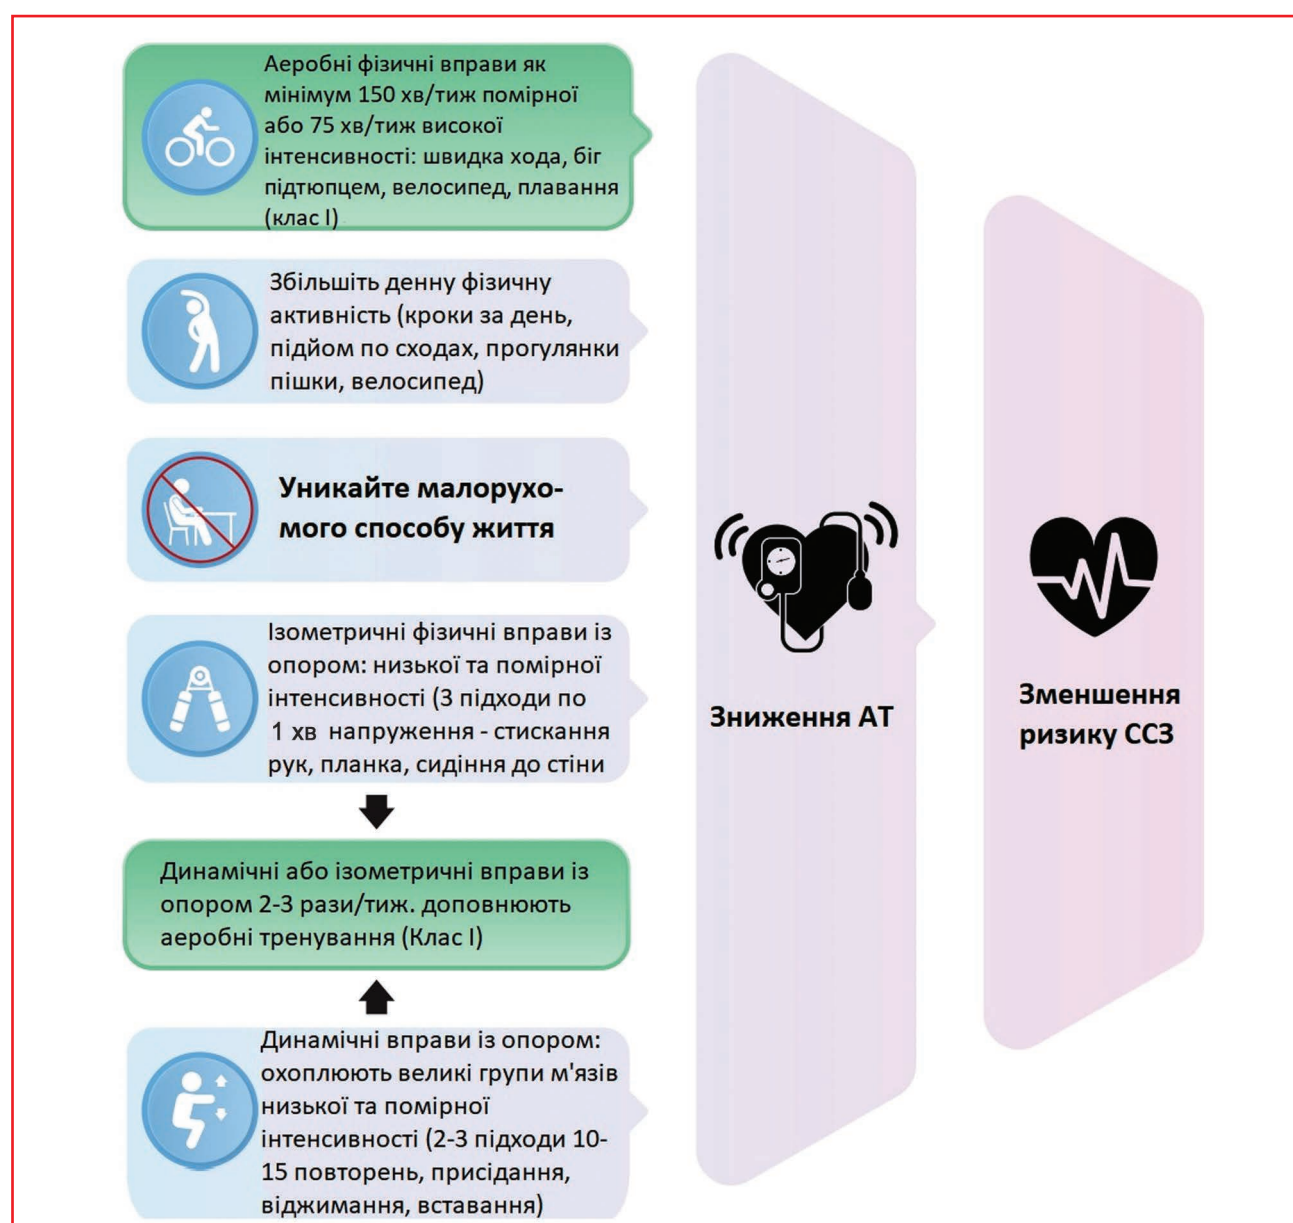 Аеробні фізичні вправи як
мінімум 150 хв/тиж помірної
або 75 хв/тиж високої
інтенсивності: швидка хода, біг
підтюпцем, велосипед, плавання
(клас I)
Збільшіть денну фізичну
активність (кроки за день,
підйом по сходах, прогулянки
пішки, велосипед)
Уникайте малорухо-
мого способу життя
Ізометричні фізичні вправи із
опором: низької та помірної
інтенсивності (3 підходи по
1 хв напруження - стискання
рук, планка, сидіння до стіни
Динамічні або ізометричні вправи із
опором 2-3 рази/тиж. доповнюють
аеробні тренування (Клас I)
Динамічні вправи із опором:
охоплюють великі групи м'язів
низької та помірної
інтенсивності (2-3 підходи 10-
15 повторень, присідання,
віджимання, вставання)
Зниження АТ
Зменшення
ризику ССЗ